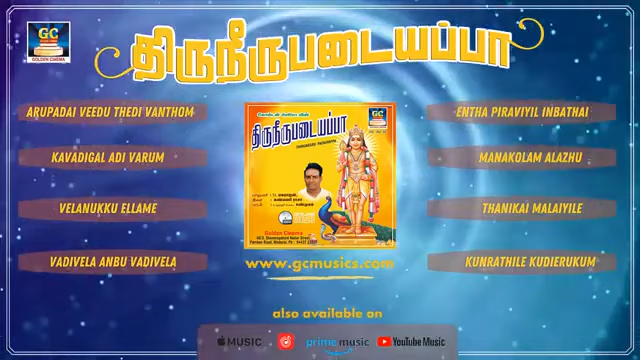 GC
GOLDEN CINEMA
திருநீருபடையப்பா
ARUPADAI VEEDU THEDI VANTHOM
KAVADIGAL ADI VARUM
VELANUKKU ELLAME
VADIVELA ANBU VADIVELA
திருநீருபடையப்பா
Golden Cinema
ENTHA PIRAVIYIL INBATHAI
MANAKOLAM ALAZHU
THANIKAI MALAIYILE
KUNRATHILE KUDIERUKUM
www.gcmusics.com
also available on
MUSIC
prime music
YouTube Music